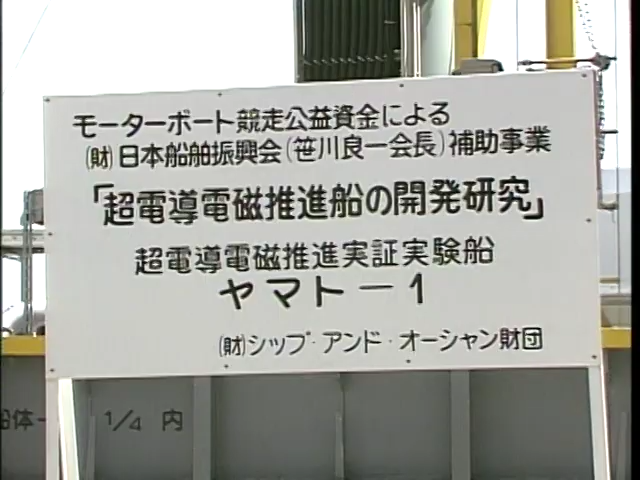 モーターボート競走公益資金による
(財)日本船舶振興会(笹川良一会長)補助事業
「超電導電磁推進船の開発研究」
超電導電磁推進実証実験船
ヤマト－1
(財)シップ・アンド・オーシャン財団
船体- 1/4 内